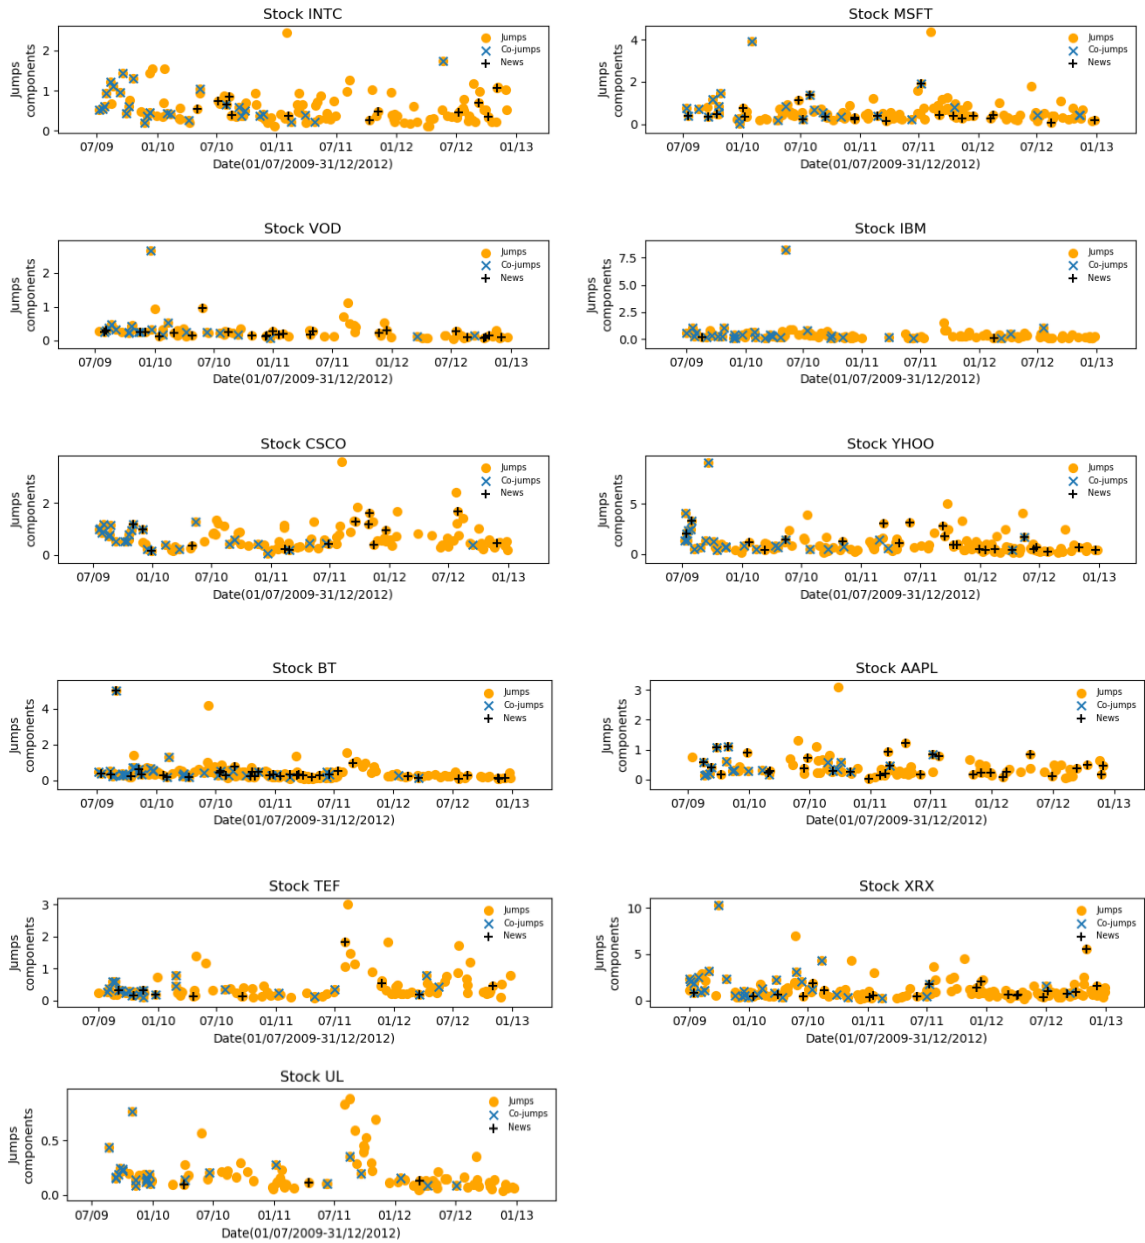 Stock INTC
Jumps
components
2
1
0
Jumps
Co-jumps
News
07/09 01/10 07/10 01/11 07/11 01/12 07/12 01/13
Date(01/07/2009-31/12/2012)
Stock MSFT
Jumps
components
4
2
0
Jumps
Co-jumps
News
07/09 01/10 07/10 01/11 07/11 01/12 07/12 01/13
Date(01/07/2009-31/12/2012)
Stock VOD
Jumps
components
2
1
0
Jumps
Co-jumps
News
07/09 01/10 07/10 01/11 07/11 01/12 07/12 01/13
Date(01/07/2009-31/12/2012)
Stock IBM
Jumps
components
7.5
5.0
2.5
0.0
Jumps
Co-jumps
News
07/09 01/10 07/10 01/11 07/11 01/12 07/12 01/13
Date(01/07/2009-31/12/2012)
Stock CSCO
Jumps
components
2
0
Jumps
Co-jumps
News
07/09 01/10 07/10 01/11 07/11 01/12 07/12 01/13
Date(01/07/2009-31/12/2012)
Stock YHOO
Jumps
components
5
0
Jumps
Co-jumps
News
07/09 01/10 07/10 01/11 07/11 01/12 07/12 01/13
Date(01/07/2009-31/12/2012)
Stock BT
Jumps
components
4
2
0
Jumps
Co-jumps
News
07/09 01/10 07/10 01/11 07/11 01/12 07/12 01/13
Date(01/07/2009-31/12/2012)
Stock AAPL
Jumps
components
3
2
1
0
Jumps
Co-jumps
News
07/09 01/10 07/10 01/11 07/11 01/12 07/12 01/13
Date(01/07/2009-31/12/2012)
Stock TEF
Jumps
components
3
2
1
0
Jumps
Co-jumps
News
07/09 01/10 07/10 01/11 07/11 01/12 07/12 01/13
Date(01/07/2009-31/12/2012)
Stock XRX
Jumps
components
10
5
0
Jumps
Co-jumps
News
07/09 01/10 07/10 01/11 07/11 01/12 07/12 01/13
Date(01/07/2009-31/12/2012)
Stock UL
Jumps
components
0.5
0.0
Jumps
Co-jumps
News
07/09 01/10 07/10 01/11 07/11 01/12 07/12 01/13
Date(01/07/2009-31/12/2012)